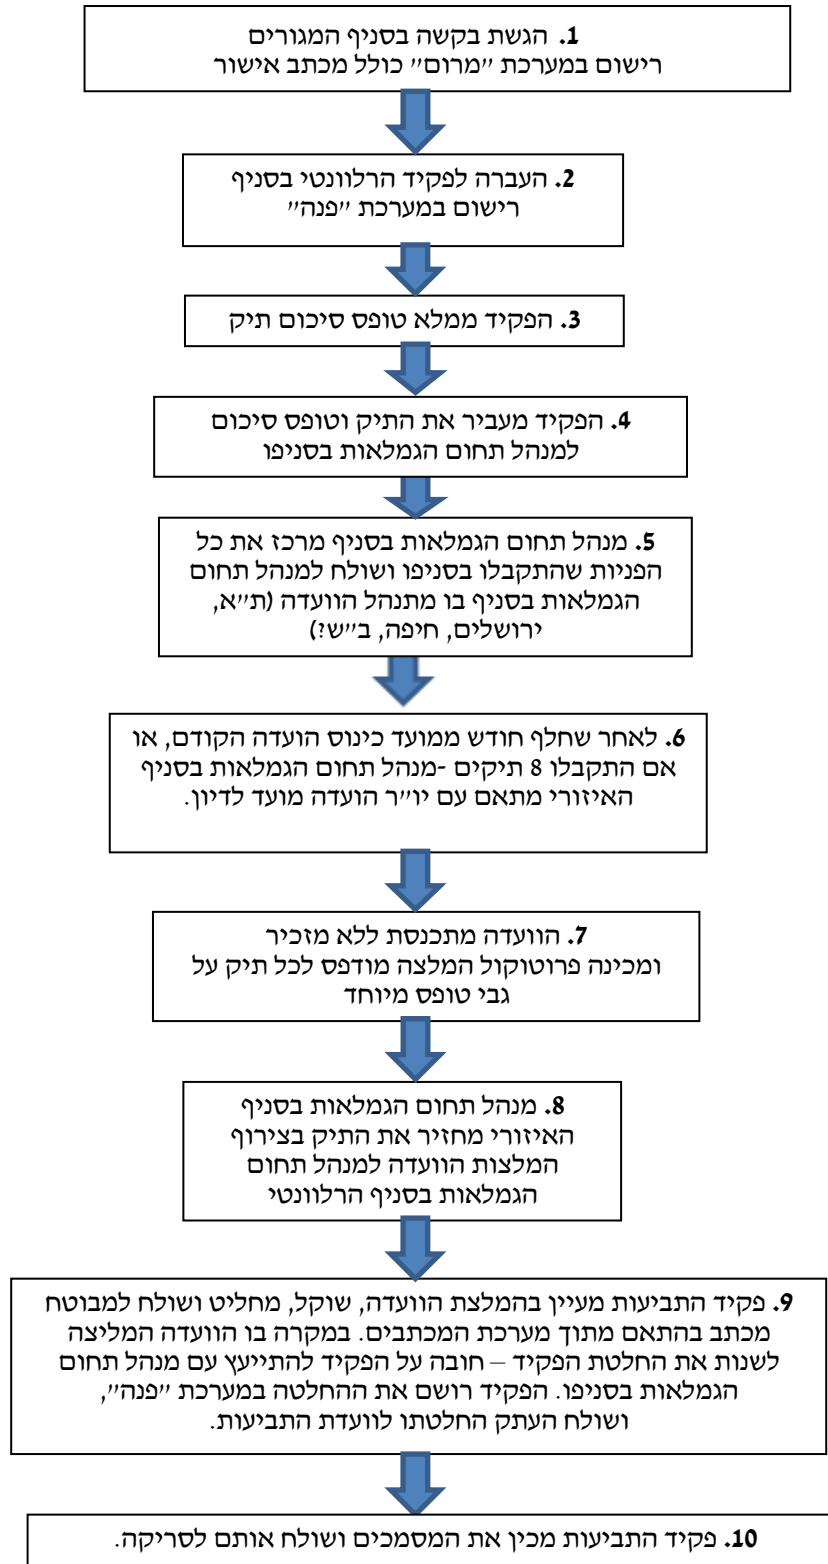 1. הגשת בקשה בסניף המגורים
רישום במערכת "מרום" כולל מכתב אישור
2. העברה לפקיד הרלוונטי בסניף
רישום במערכת "פנה"
3. הפקיד ממלא טופס סיכום תיק
4. הפקיד מעביר את התיק וטופס סיכום
למנהל תחום הגמלאות בסניפו
5. מנהל תחום הגמלאות בסניף מרכז את כל
הפניות שהתקבלו בסניפו ושולח למנהל תחום
הגמלאות בסניף בו מתנהל הוועדה (ת"א,
ירושלים, חיפה, ב"ש?)
6. לאחר שחלף חודש ממועד כינוס הועדה הקודם, או
אם התקבלו 8 תיקים -מנהל תחום הגמלאות בסניף
האיזורי מתאם עם יו"ר הועדה מועד לדיון.
7. הוועדה מתכנסת ללא מזכיר
ומכינה פרוטוקול המלצה מודפס לכל תיק על
גבי טופס מיוחד
8. מנהל תחום הגמלאות בסניף
האיזורי מחזיר את התיק בצירוף
המלצות הוועדה למנהל תחום
הגמלאות בסניף הרלוונטי
9. פקיד התביעות מעיין בהמלצת הוועדה, שוקל, מחליט ושולח למבוטח
מכתב בהתאם מתוך מערכת המכתבים. במקרה בו הוועדה המליצה
לשנות את החלטת הפקיד – חובה על הפקיד להתייעץ עם מנהל תחום
הגמלאות בסניפו. הפקיד רושם את ההחלטה במערכת "פנה",
ושולח העתק החלטתו לוועדת התביעות.
10. פקיד התביעות מכין את המסמכים ושולח אותם לסריקה.